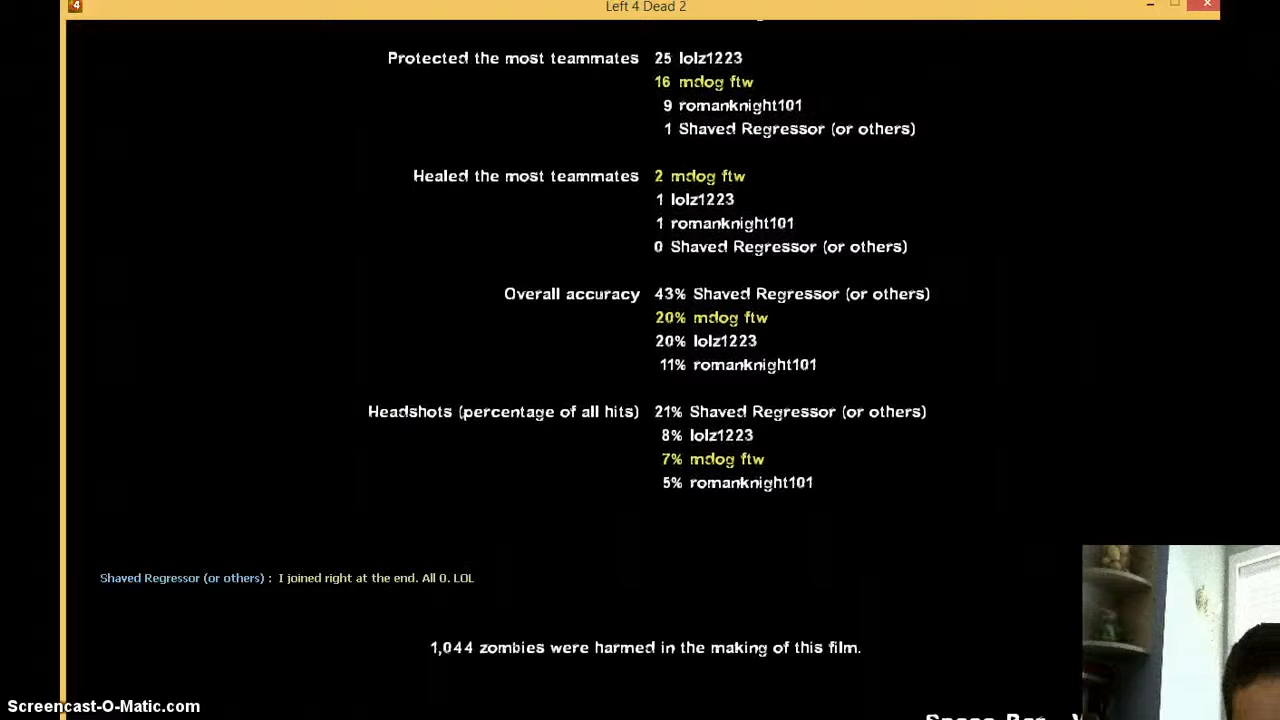 4
Left 4 Dead 2
Protected the most teammates 25 lolz1223
16 mdog ftw
9 romanknight101
1 Shaved Regressor (or others)
Healed the most teammates 2 mdog ftw
1 lolz1223
1 romanknight101
0 Shaved Regressor (or others)
Overall accuracy 43% Shaved Regressor (or others)
20% mdog ftw
20% lolz1223
11% romanknight101
Headshots (percentage of all hits) 21% Shaved Regressor (or others)
8% lolz1223
7% mdog ftw
5% romanknight101
Shaved Regressor (or others) : I joined right at the end. All 0. LOL
1,044 zombies were harmed in the making of this film.
Screencast-O-Matic.com